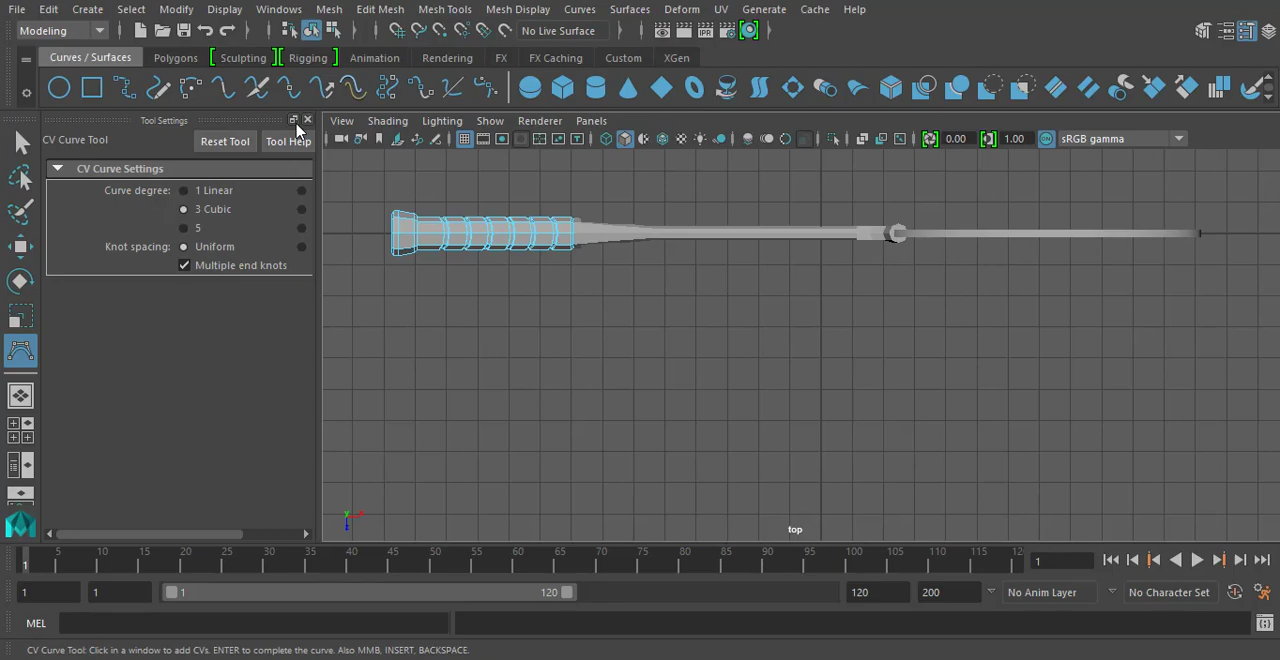 File Edit Create Select Modify Display Windows Mesh Edit Mesh Mesh Tools Mesh Display Curves Surfaces Deform UV Generate Cache Help
Modeling No Live Surface IPR
Curves / Surfaces Polygons Sculpting Rigging Animation Rendering FX FX Caching Custom XGen
Tool Settings
View Shading Lighting Show Renderer Panels
CV Curve Tool Reset Tool Tool Help
0.00 1.00 sRGB gamma
CV Curve Settings
Curve degree: 1 Linear
3 Cubic
5
Knot spacing: Uniform
Multiple end knots
y
top
5 10 15 20 25 30 35 40 45 50 55 60 65 70 75 80 85 90 95 100 105 110 115 12
1 1
1 1 1 120 120 200 No Anim Layer No Character Set
MEL
CV Curve Tool: Click in a window to add CVs. ENTER to complete the curve. Also MMB, INSERT, BACKSPACE.